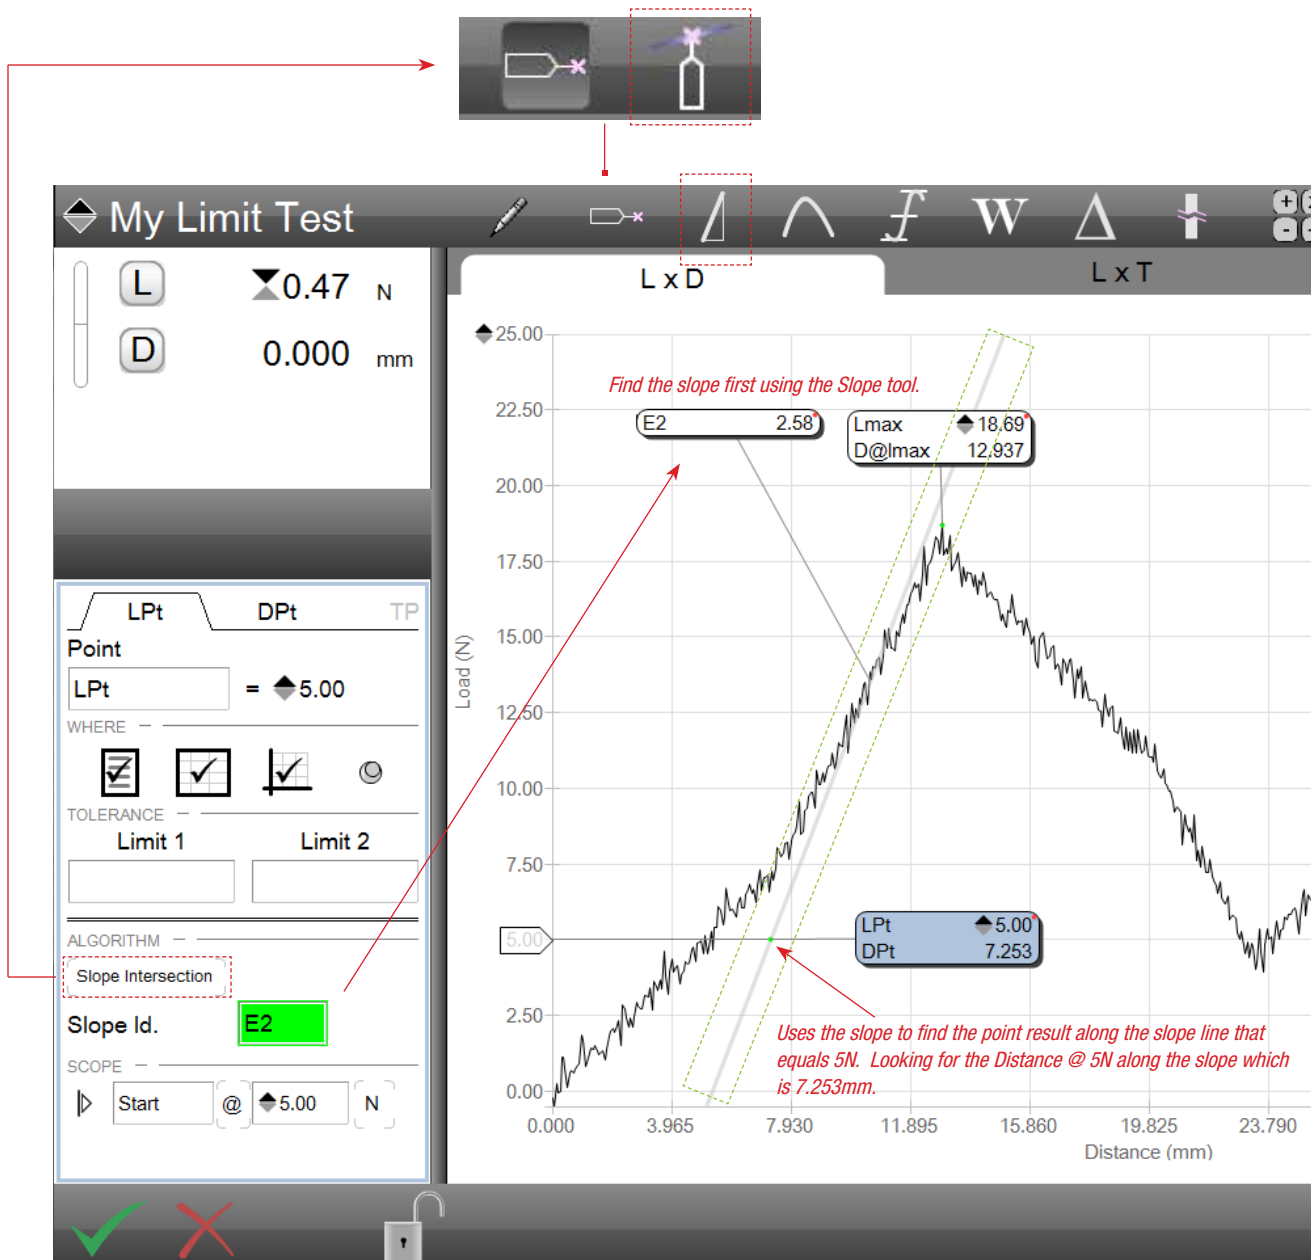 My Limit Test
W
L
0.47 N
D
0.000 mm
L x D
L x T
25.00
22.50
20.00
17.50
15.00
12.50
10.00
7.50
5.00
2.50
0.00
Load (N)
0.000
3.965
7.930
11.895
15.860
19.825
23.790
Distance (mm)
Find the slope first using the Slope tool.
E2 2.58
Lmax 18.69
D@lmax 12.937
LPt 5.00
DPt 7.253
Uses the slope to find the point result along the slope line that
equals 5N. Looking for the Distance @ 5N along the slope which
is 7.253mm.
LPt DPt TP
Point
LPt = 5.00
WHERE
TOLERANCE
Limit 1 Limit 2
ALGORITHM
Slope Intersection
Slope Id. E2
SCOPE
Start @ 5.00 N